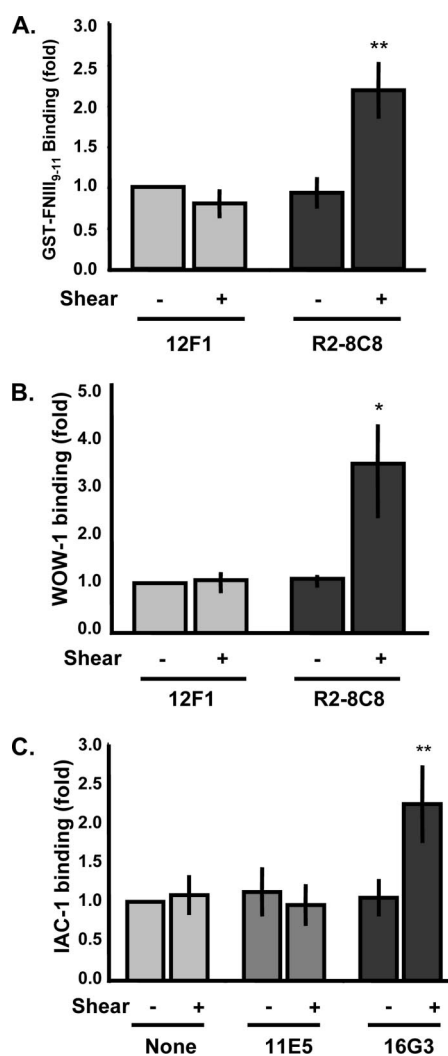 A.
GST-FNIII9-11 Binding (fold)
3.0
2.5
2.0
1.5
1.0
0.5
0.0
**
Shear - + - +
12F1 R2-8C8
B.
WOW-1 binding (fold)
5.0
4.0
3.0
2.0
1.0
0.0
*
Shear - + - +
12F1 R2-8C8
C.
IAC-1 binding (fold)
3.0
2.5
2.0
1.5
1.0
0.5
0.0
**
Shear - + - + - +
None 11E5 16G3